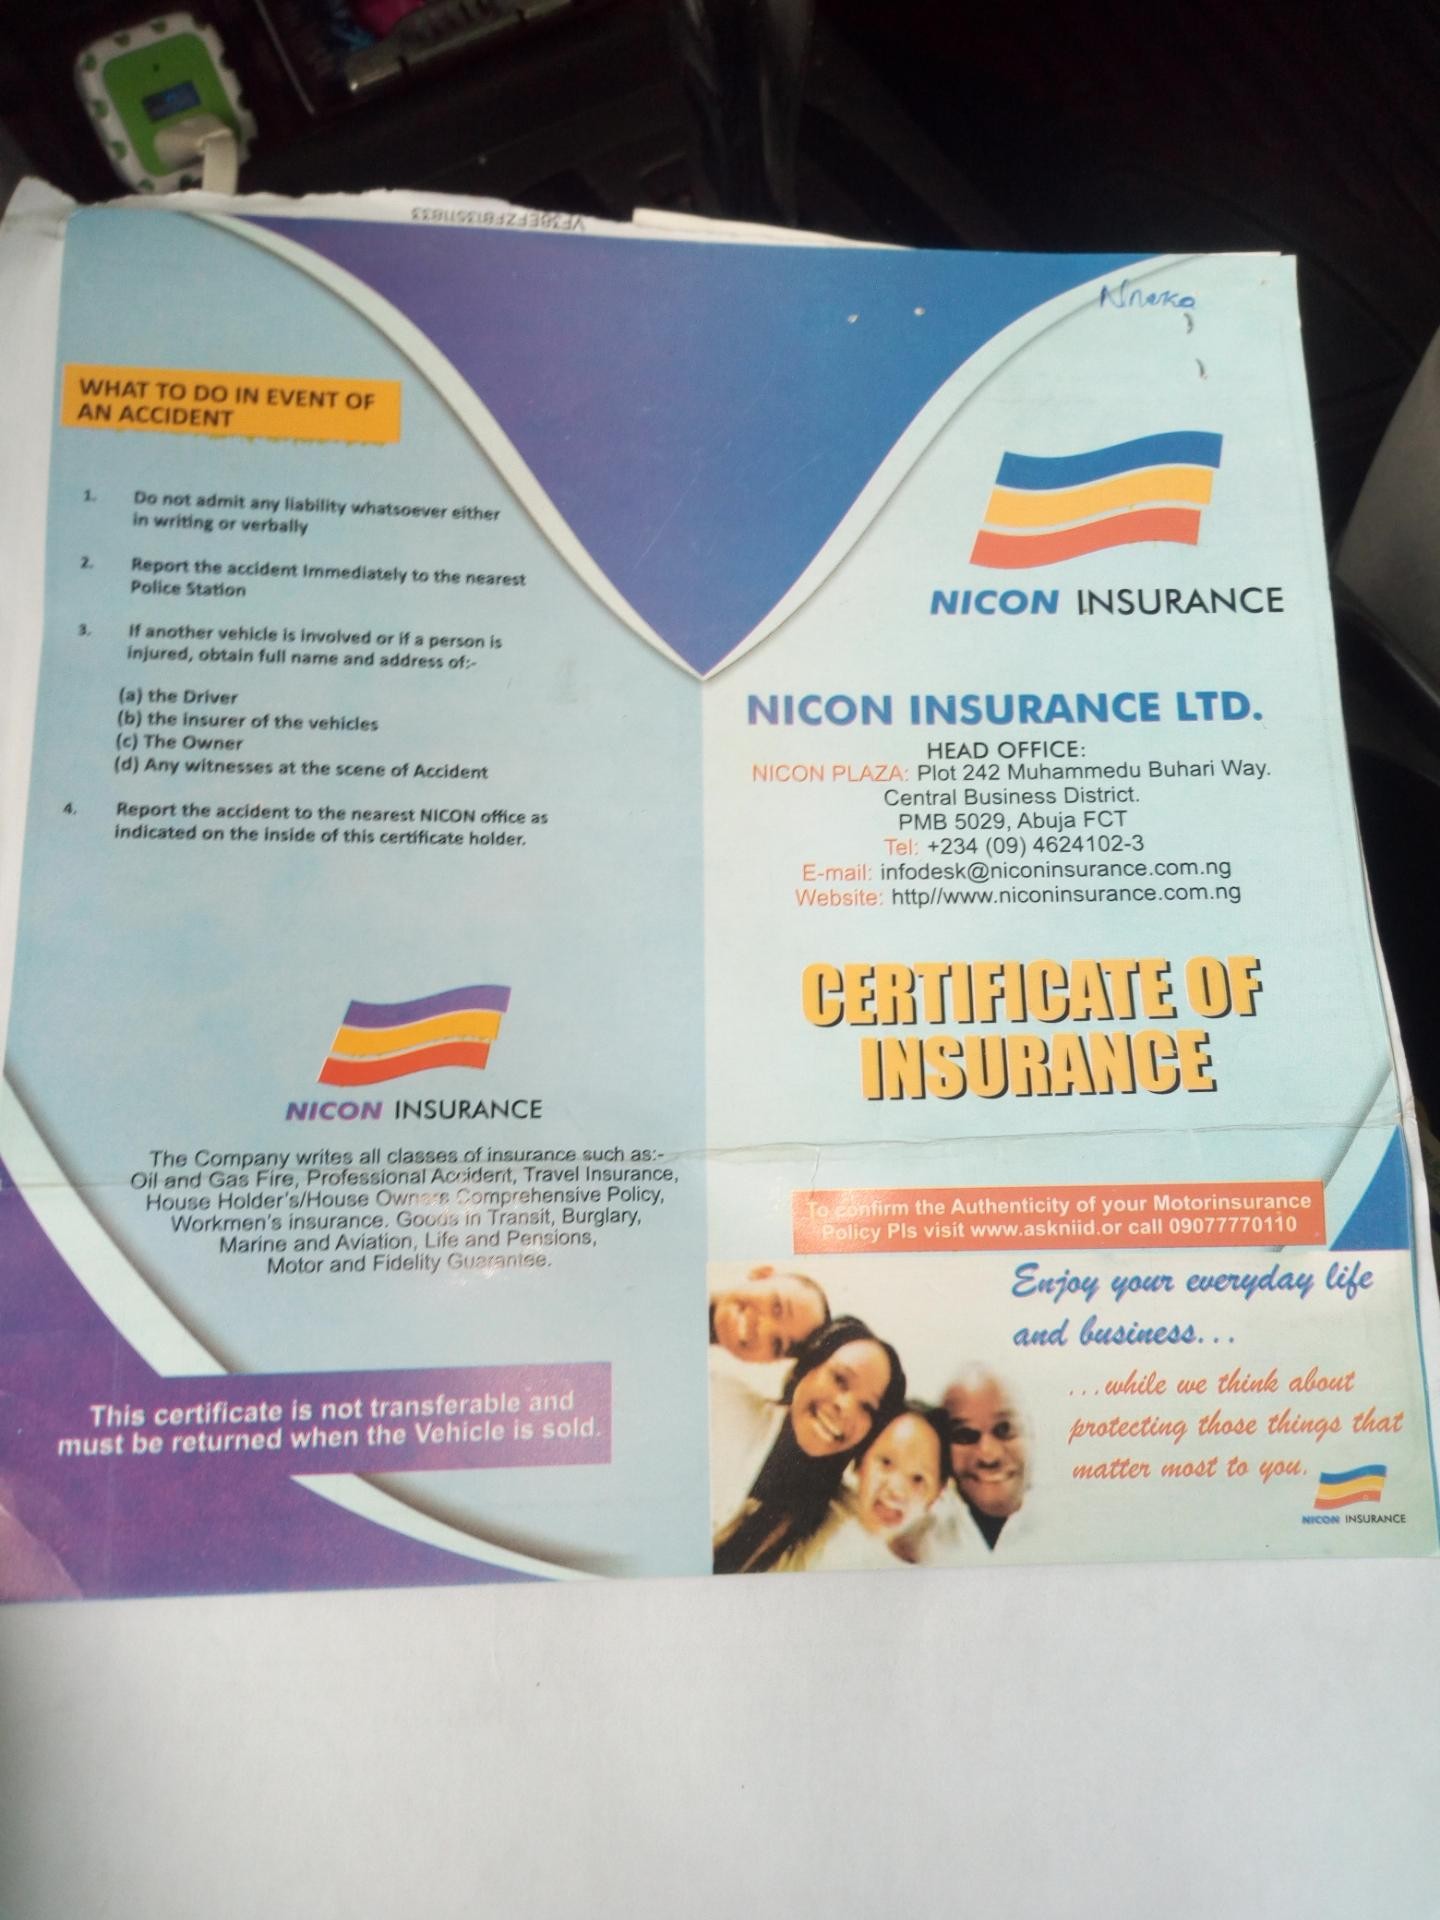 WHAT TO DO IN EVENT OF
AN ACCIDENT
1. Do not admit any liability whatsoever either
in writing or verbally
2. Report the accident Immediately to the nearest
Police Station
3. If another vehicle is involved or if a person is
injured, obtain full name and address of:-
(a) the Driver
(b) the insurer of the vehicles
(c) The Owner
(d) Any witnesses at the scene of Accident
4. Report the accident to the nearest NICON office as
indicated on the inside of this certificate holder.
NICON INSURANCE
The Company writes all classes of insurance such as:-
Oil and Gas Fire, Professional Accident, Travel Insurance,
House Holder's/House Owners Comprehensive Policy,
Workmen's insurance. Goods in Transit, Burglary,
Marine and Aviation, Life and Pensions,
Motor and Fidelity Guarantee.
This certificate is not transferable and
must be returned when the Vehicle is sold.
NICON INSURANCE
NICON INSURANCE LTD.
HEAD OFFICE:
NICON PLAZA: Plot 242 Muhammedu Buhari Way.
Central Business District.
PMB 5029, Abuja FCT
Tel: +234 (09) 4624102-3
E-mail: infodesk@niconinsurance.com.ng
Website: http//www.niconinsurance.com.ng
CERTIFICATE OF
INSURANCE
To confirm the Authenticity of your Motorinsurance
Policy Pls visit www.askniid.or call 09077770110
Enjoy your everyday life
and business...
...while we think about
protecting those things that
matter most to you.
NICON INSURANCE